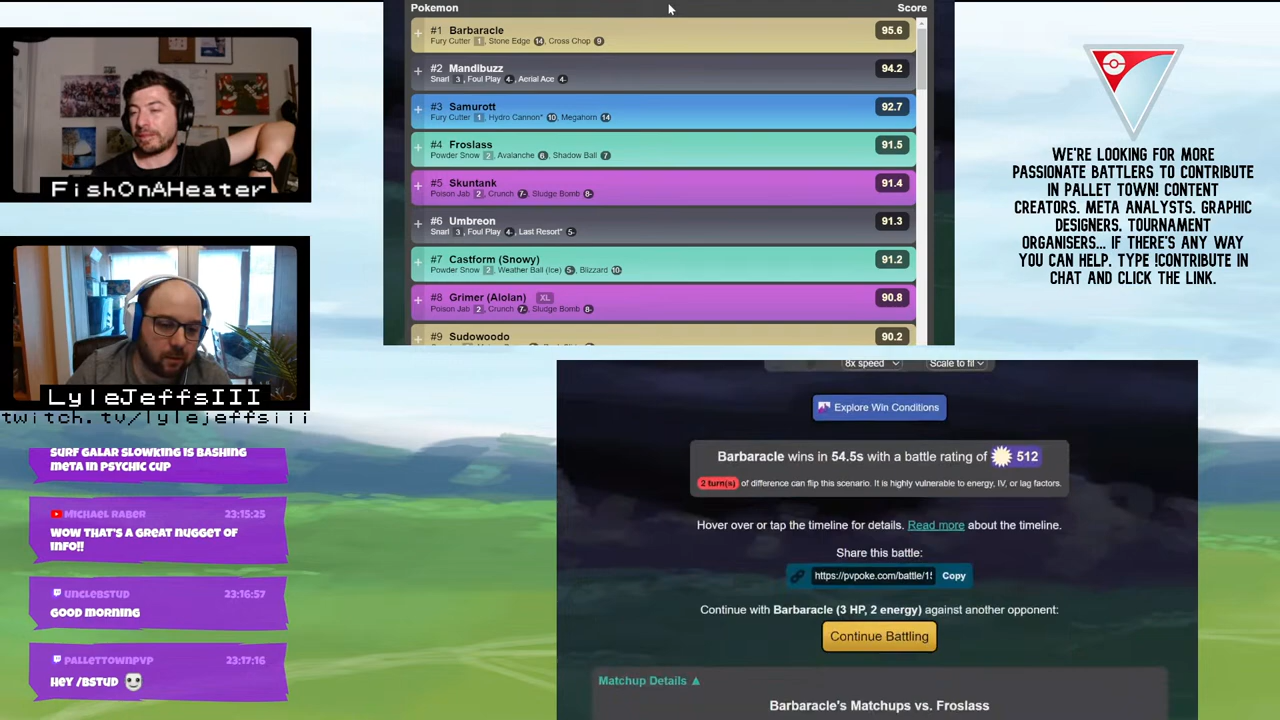 FishOnAHeater
LyleJeffsIII
twitch.tv/lylejeffsiii
SURF GALAR SLOWKING IS BASHING
META IN PSYCHIC CUP
MICHAEL RABER 23:15:25
WOW THAT'S A GREAT NUGGET OF
INFO!!
UNCLEBSTUD 23:16:57
GOOD MORNING
PALLETTOWNPVP 23:17:16
HEY /BSTUD
Pokemon Score
#1 Barbaracle 95.6
Fury Cutter 1, Stone Edge 14, Cross Chop 9
#2 Mandibuzz 94.2
Snarl 3, Foul Play 4-, Aerial Ace 4-
#3 Samurott 92.7
Fury Cutter 1, Hydro Cannon* 10, Megahorn 14
#4 Froslass 91.5
Powder Snow 2, Avalanche 6, Shadow Ball 7
#5 Skuntank 91.4
Poison Jab 2, Crunch 7-, Sludge Bomb 8-
#6 Umbreon 91.3
Snarl 3, Foul Play 4-, Last Resort* 5-
#7 Castform (Snowy) 91.2
Powder Snow 2, Weather Ball (Ice) 5-, Blizzard 10-
#8 Grimer (Alolan) XL 90.8
Poison Jab 2, Crunch 7-, Sludge Bomb 8-
#9 Sudowoodo 90.2
WE'RE LOOKING FOR MORE
PASSIONATE BATTLERS TO CONTRIBUTE
IN PALLET TOWN! CONTENT
CREATORS. META ANALYSTS. GRAPHIC
DESIGNERS. TOURNAMENT
ORGANISERS... IF THERE'S ANY WAY
YOU CAN HELP. TYPE !CONTRIBUTE IN
CHAT AND CLICK THE LINK.
8x speed Scale to fit
Explore Win Conditions
Barbaracle wins in 54.5s with a battle rating of 512
2 turn(s) of difference can flip this scenario. It is highly vulnerable to energy, IV, or lag factors.
Hover over or tap the timeline for details. Read more about the timeline.
Share this battle:
https://pvpoke.com/battle/15 Copy
Continue with Barbaracle (3 HP, 2 energy) against another opponent:
Continue Battling
Matchup Details ▲
Barbaracle's Matchups vs. Froslass